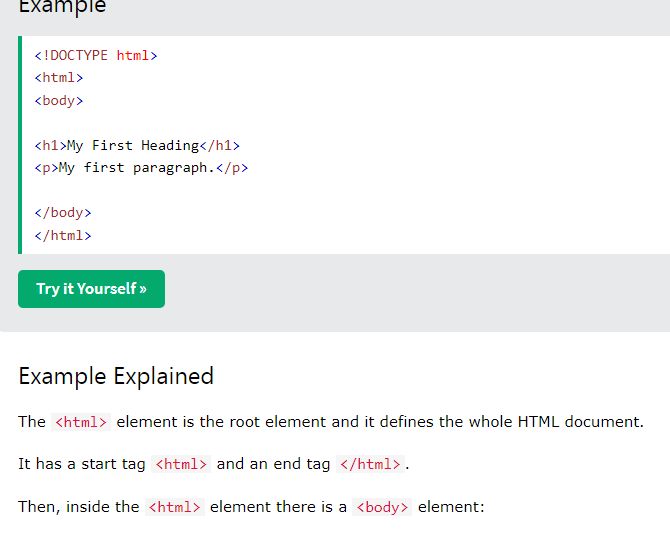 Example
<!DOCTYPE html>
<html>
<body>
<h1>My First Heading</h1>
<p>My first paragraph.</p>
</body>
</html>
Try it Yourself »
Example Explained
The <html> element is the root element and it defines the whole HTML document.
It has a start tag <html> and an end tag </html>.
Then, inside the <html> element there is a <body> element: